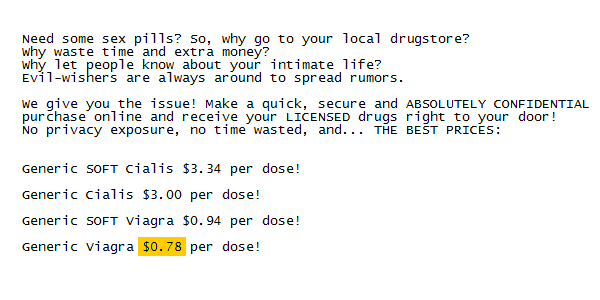 Need some sex pills? So, why go to your local drugstore?
Why waste time and extra money?
Why let people know about your intimate life?
Evil-wishers are always around to spread rumors.
We give you the issue! Make a quick, secure and ABSOLUTELY CONFIDENTIAL
purchase online and receive your LICENSED drugs right to your door!
No privacy exposure, no time wasted, and... THE BEST PRICES:
Generic SOFT Cialis $3.34 per dose!
Generic Cialis $3.00 per dose!
Generic SOFT Viagra $0.94 per dose!
Generic Viagra $0.78 per dose!